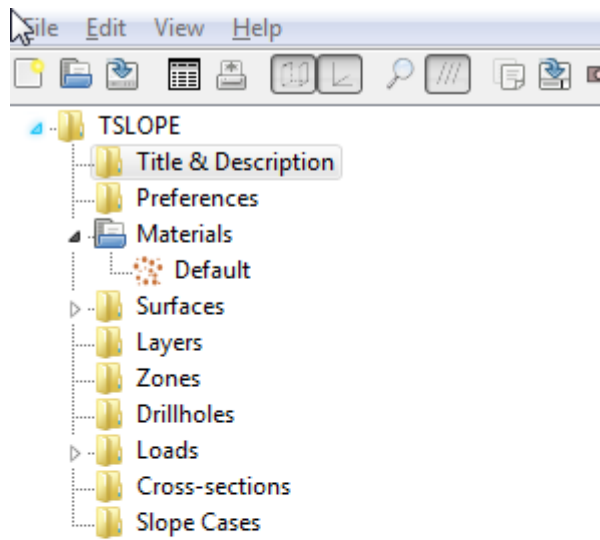 File Edit View Help
TSLOPE
Title & Description
Preferences
Materials
Default
Surfaces
Layers
Zones
Drillholes
Loads
Cross-sections
Slope Cases